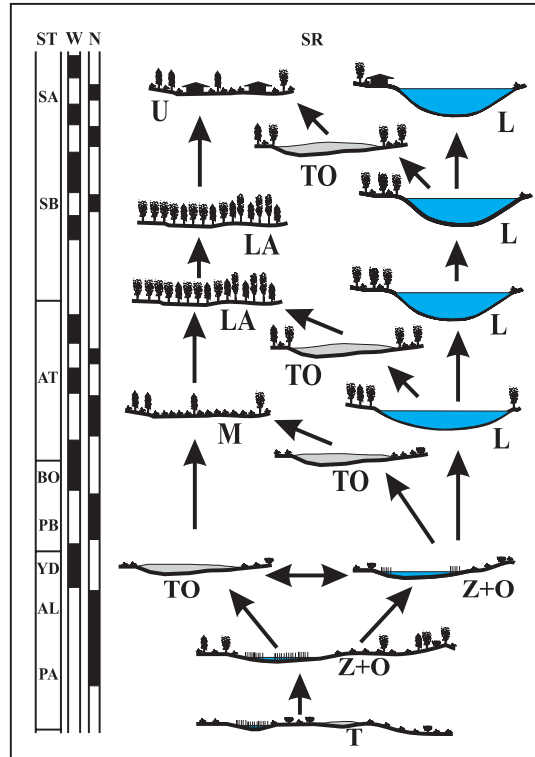 ST W N SR
SA
U L
TO
SB
L
LA
LA L
TO
AT
M L
BO TO
PB
YD
TO Z+O
AL
PA Z+O
T